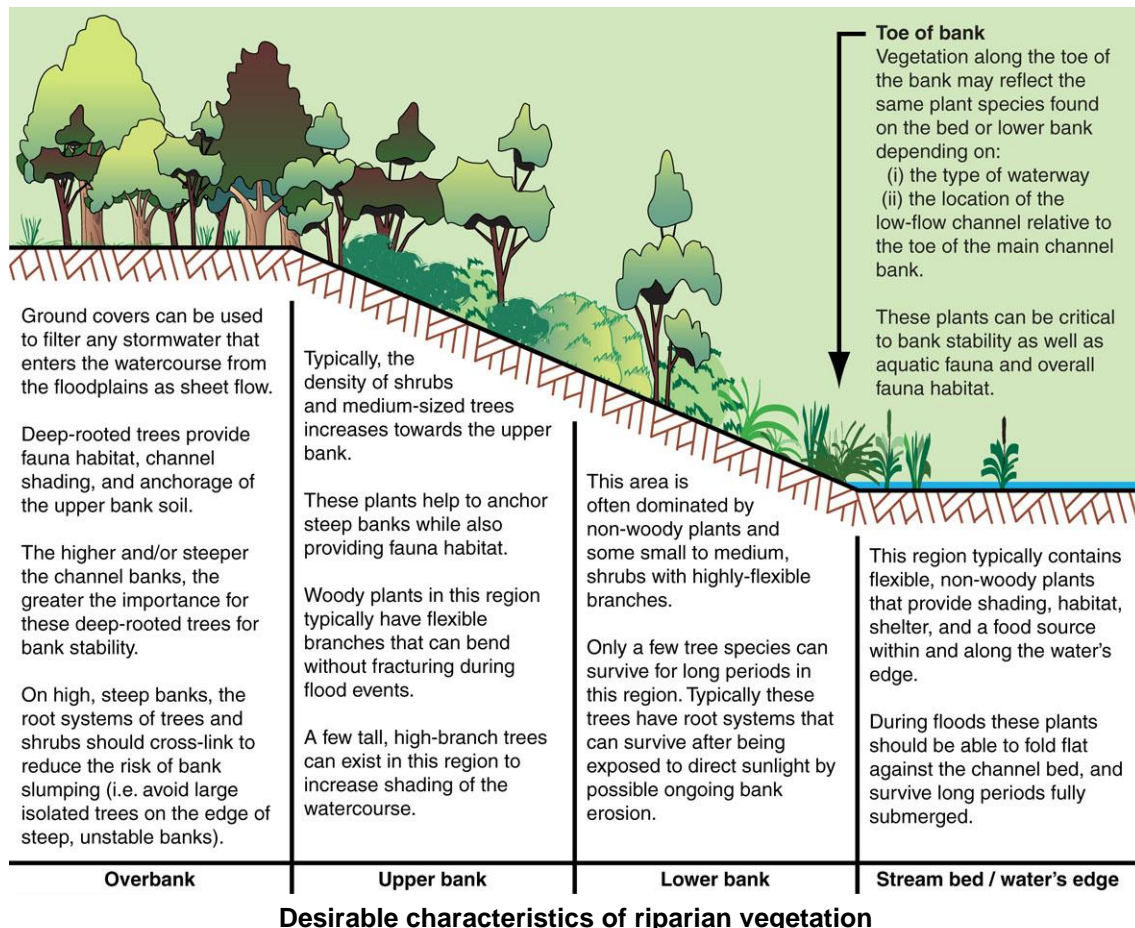 Toe of bank
Vegetation along the toe of
the bank may reflect the
same plant species found
on the bed or lower bank
depending on:
(i) the type of waterway
(ii) the location of the
low-flow channel relative to
the toe of the main channel
bank.
These plants can be critical
to bank stability as well as
aquatic fauna and overall
fauna habitat.
Ground covers can be used
to filter any stormwater that
enters the watercourse from
the floodplains as sheet flow.
Deep-rooted trees provide
fauna habitat, channel
shading, and anchorage of
the upper bank soil.
The higher and/or steeper
the channel banks, the
greater the importance for
these deep-rooted trees for
bank stability.
On high, steep banks, the
root systems of trees and
shrubs should cross-link to
reduce the risk of bank
slumping (i.e. avoid large
isolated trees on the edge of
steep, unstable banks).
Overbank
Typically, the
density of shrubs
and medium-sized trees
increases towards the upper
bank.
These plants help to anchor
steep banks while also
providing fauna habitat.
Woody plants in this region
typically have flexible
branches that can bend
without fracturing during
flood events.
A few tall, high-branch trees
can exist in this region to
increase shading of the
watercourse.
Upper bank
This area is
often dominated by
non-woody plants and
some small to medium,
shrubs with highly-flexible
branches.
Only a few tree species can
survive for long periods in
this region. Typically these
trees have root systems that
can survive after being
exposed to direct sunlight by
possible ongoing bank
erosion.
Lower bank
This region typically contains
flexible, non-woody plants
that provide shading, habitat,
shelter, and a food source
within and along the water's
edge.
During floods these plants
should be able to fold flat
against the channel bed, and
survive long periods fully
submerged.
Stream bed / water's edge
Desirable characteristics of riparian vegetation